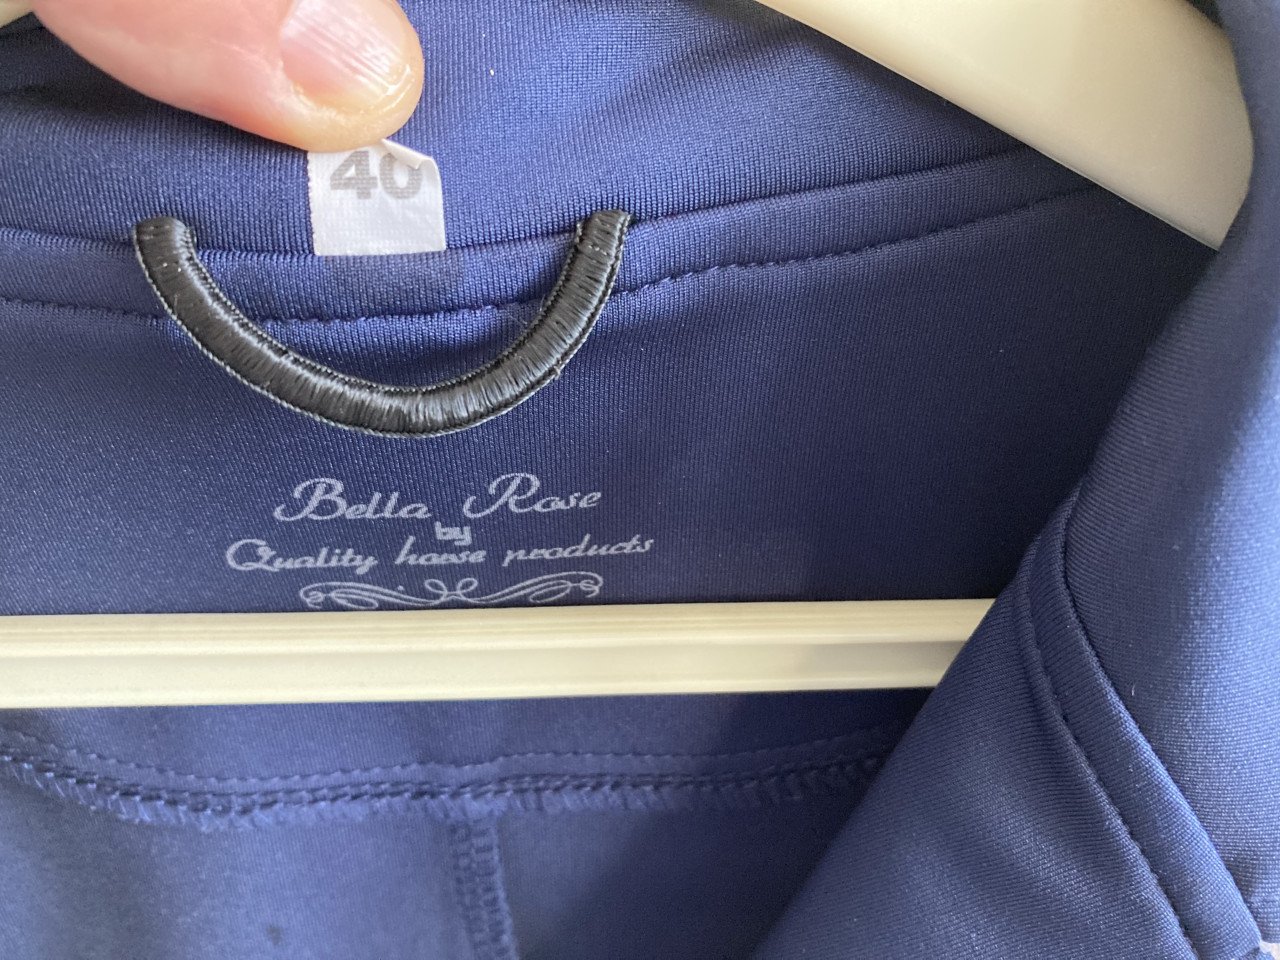 40
Bella Rose
by
Quality horse products